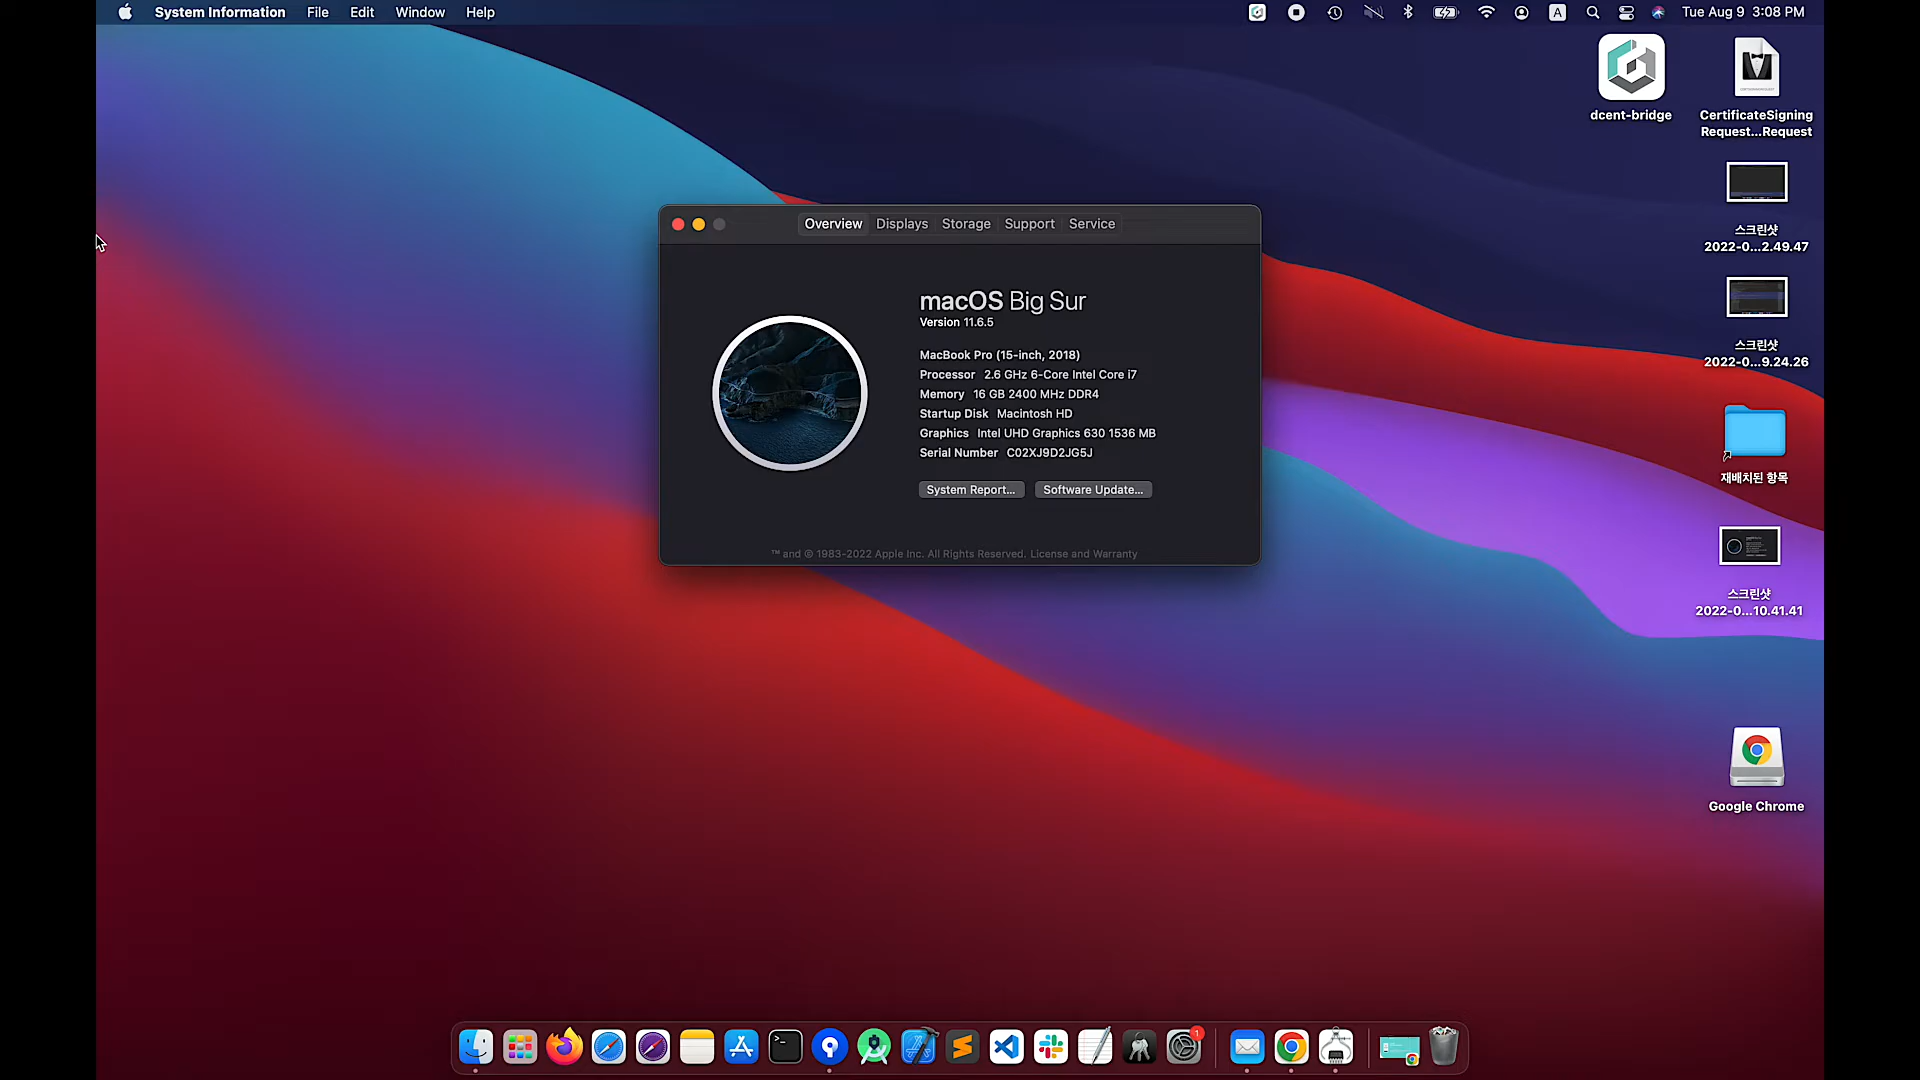 System Information File Edit Window Help
A
Tue Aug 9 3:08 PM
dcent-bridge
CertificateSigning
Request...Request
스크린샷
2022-0...2.49.47
스크린샷
2022-0...9.24.26
재배치된 항목
스크린샷
2022-0...10.41.41
Google Chrome
Overview Displays Storage Support Service
macOS Big Sur
Version 11.6.5
MacBook Pro (15-inch, 2018)
Processor 2.6 GHz 6-Core Intel Core i7
Memory 16 GB 2400 MHz DDR4
Startup Disk Macintosh HD
Graphics Intel UHD Graphics 630 1536 MB
Serial Number C02XJ9D2JG5J
System Report... Software Update...
™ and © 1983-2022 Apple Inc. All Rights Reserved. License and Warranty
1